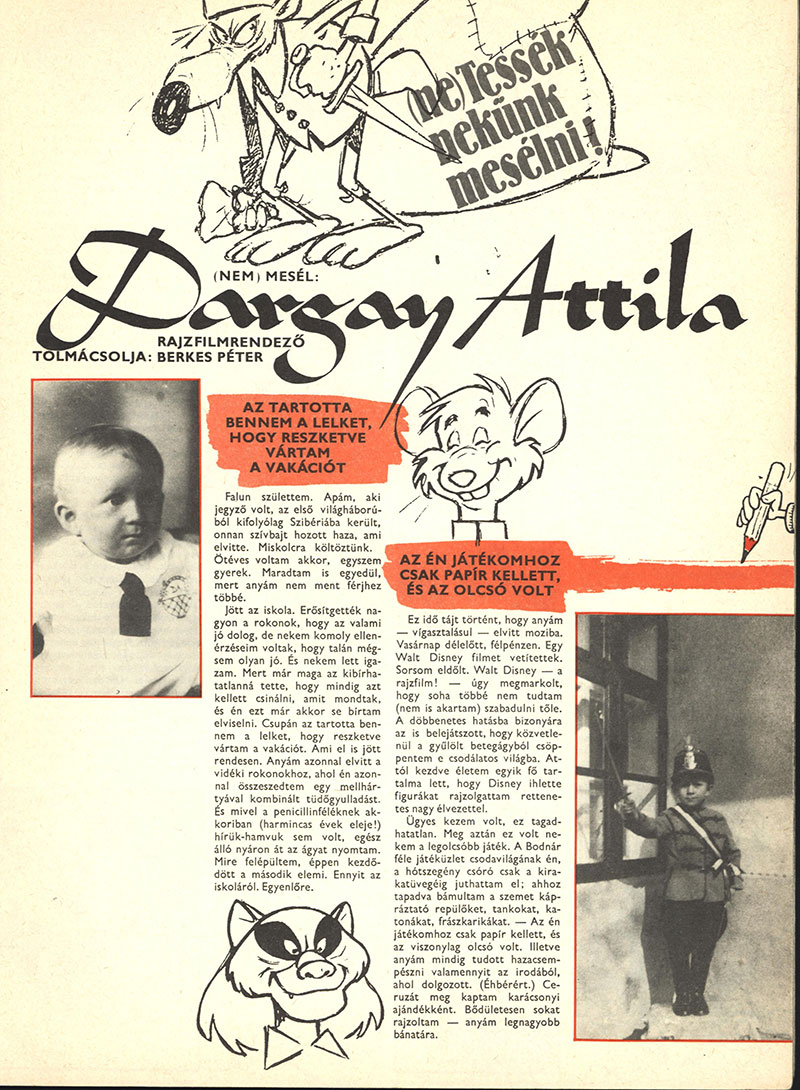 (ne) Tessék
nekünk
mesélni!
(NEM) MESÉL:
Dargay Attila
RAJZFILMRENDEZŐ
TOLMÁCSOLJA: BERKES PÉTER
AZ TARTOTTA
BENNEM A LELKET,
HOGY RESZKETVE
VÁRTAM
A VAKÁCIÓT
Falun születtem. Apám, aki
jegyző volt, az első világháború-
ból kifolyólag Szibériába került,
onnan szívbajt hozott haza, ami
elvitte. Miskolcra költöztünk.
Ötéves voltam akkor, egyszem
gyerek. Maradtam is egyedül,
mert anyám nem ment férjhez
többé.
Jött az iskola. Erősítgették na-
gyon a rokonok, hogy az valami
jó dolog, de nekem komoly ellen-
érzéseim voltak, hogy talán még-
sem olyan jó. És nekem lett iga-
zam. Mert már maga az kibírha-
tatlanná tette, hogy mindig azt
kellett csinálni, amit mondtak,
és én ezt már akkor se bírtam
elviselni. Csupán az tartotta ben-
nem a lelket, hogy reszketve
vártam a vakációt. Ami el is jött
rendesen. Anyám azonnal elvitt a
vidéki rokonokhoz, ahol én azon-
nal összeszedtem egy mellhár-
tyával kombinált tüdőgyulladást.
És mivel a penicillinféléknek ak-
koriban (harmincas évek eleje!)
hírük-hamvuk sem volt, egész
álló nyáron át az ágyat nyomtam.
Mire felépültem, éppen kezdő-
dött a második elemi. Ennyit az
iskoláról. Egyenlőre.
AZ ÉN JÁTÉKOMHOZ
CSAK PAPÍR KELLETT,
ÉS AZ OLCSÓ VOLT
Ez idő tájt történt, hogy anyám
— vígasztalásul — elvitt moziba.
Vasárnap délelőtt, félpénzen. Egy
Walt Disney filmet vetítettek.
Sorsom eldőlt. Walt Disney — a
rajzfilm! — úgy megmarkolt,
hogy soha többé nem tudtam
(nem is akartam) szabadulni tőle.
A döbbenetes hatásba bizonyára
az is belejátszott, hogy közvetle-
nül a gyűlölt betegágyból csöp-
pentem e csodálatos világba. At-
tól kezdve életem egyik fő tar-
talma lett, hogy Disney ihlette
figurákat rajzolgattam rettene-
tes nagy élvezettel.
Ügyes kezem volt, ez tagad-
hatatlan. Meg aztán ez volt ne-
kem a legolcsóbb játék. A Bodnár
féle játéküzlet csodavilágának én,
a hótszegény csóró csak a kira-
katüvegéig juthattam el; ahhoz
tapadva bámultam a szemet káp-
ráztató repülőket, tankokat, ka-
tonákat, frászkarikákat. — Az én
játékomhoz csak papír kellett, és
az viszonylag olcsó volt. Illetve
anyám mindig tudott hazacsem-
pészni valamennyit az irodából,
ahol dolgozott. (Éhbérért.) Ce-
ruzát meg kaptam karácsonyi
ajándékként. Bődületesen sokat
rajzoltam — anyám legnagyobb
bánatára.